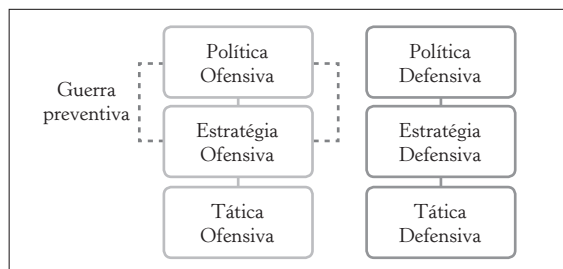 Política
Ofensiva
Política
Defensiva
Guerra
preventiva
Estratégia
Ofensiva
Estratégia
Defensiva
Tática
Ofensiva
Tática
Defensiva